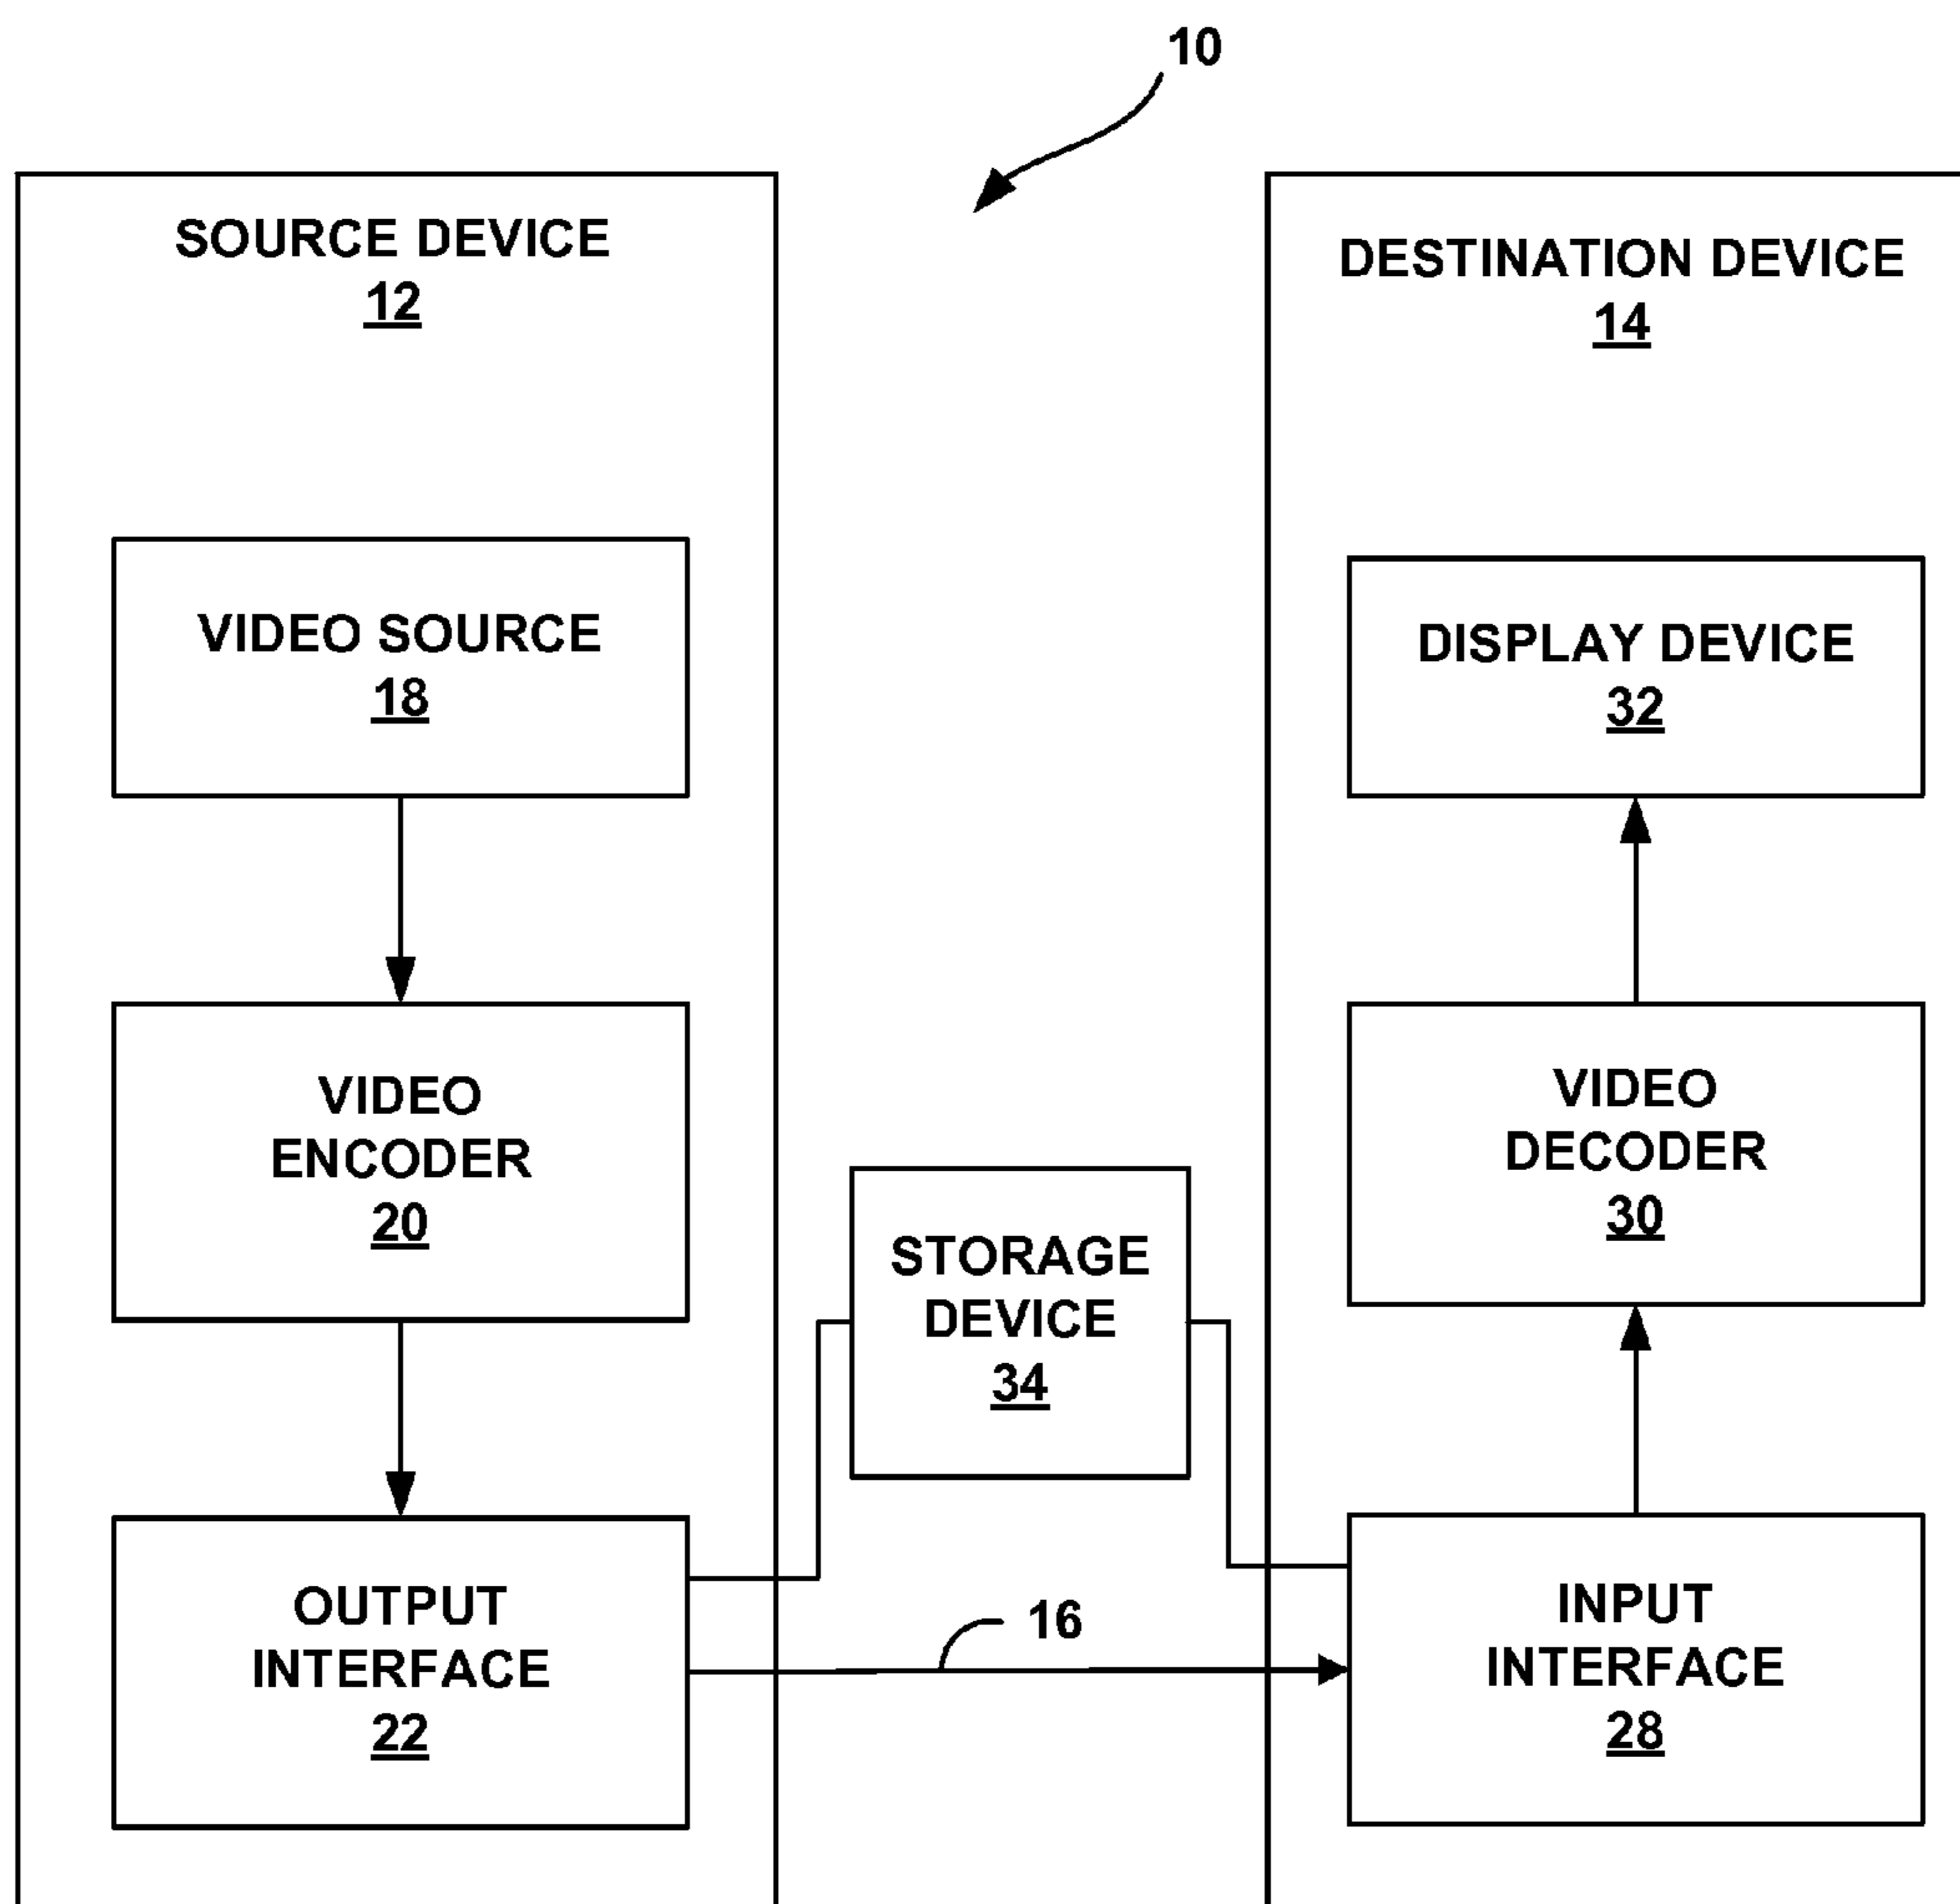 10
SOURCE DEVICE
12
VIDEO SOURCE
18
VIDEO
ENCODER
20
OUTPUT
INTERFACE
22
STORAGE
DEVICE
34
16
DESTINATION DEVICE
14
DISPLAY DEVICE
32
VIDEO
DECODER
30
INPUT
INTERFACE
28